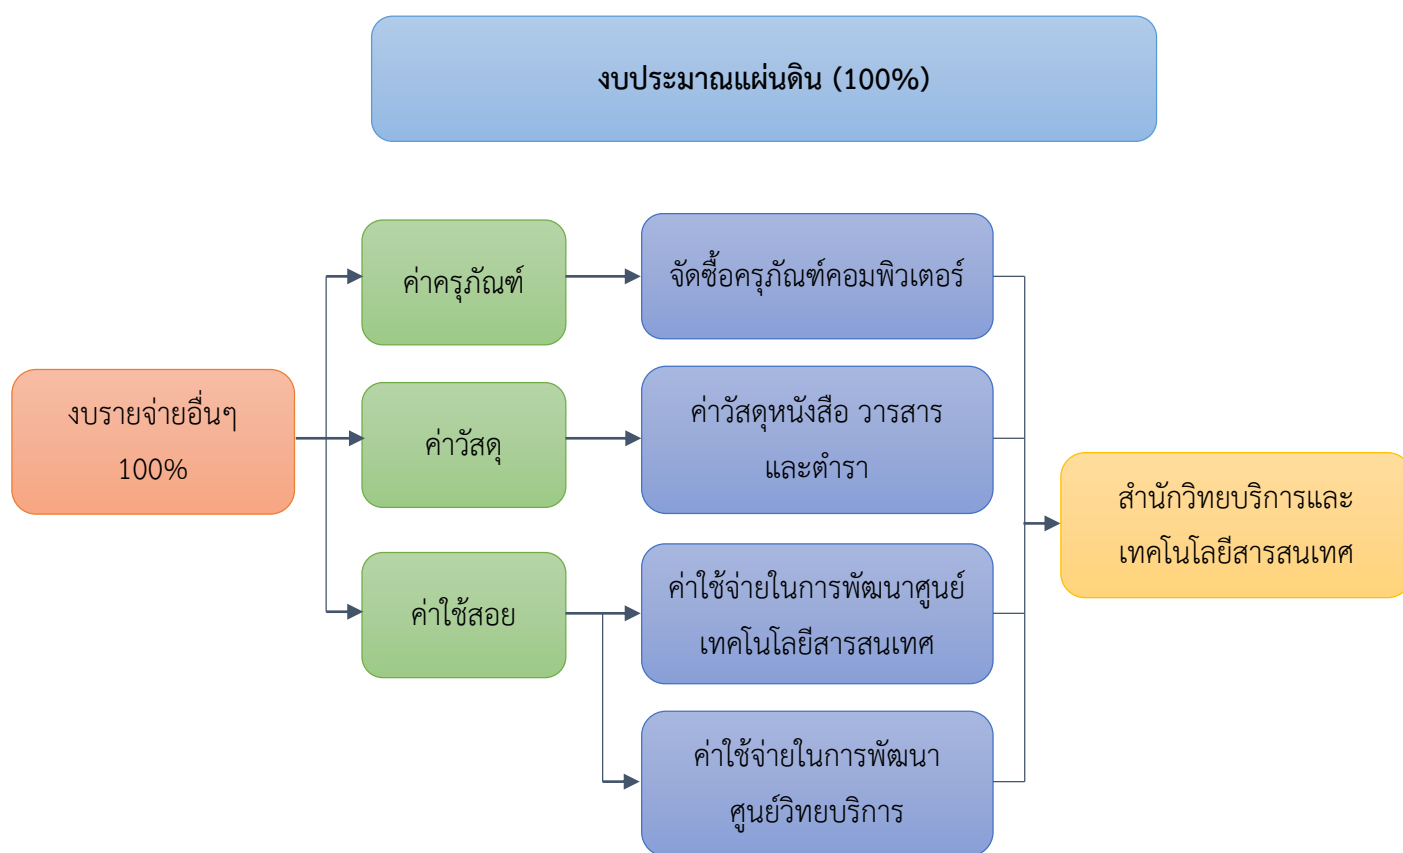 งบประมาณแผ่นดิน (100%)
งบรายจ่ายอื่นๆ
100%
ค่าครุภัณฑ์
ค่าวัสดุ
ค่าใช้สอย
จัดซื้อครุภัณฑ์คอมพิวเตอร์
ค่าวัสดุหนังสือ วารสาร
และตำรา
ค่าใช้จ่ายในการพัฒนาศูนย์
เทคโนโลยีสารสนเทศ
ค่าใช้จ่ายในการพัฒนา
ศูนย์วิทยบริการ
สำนักวิทยบริการและ
เทคโนโลยีสารสนเทศ